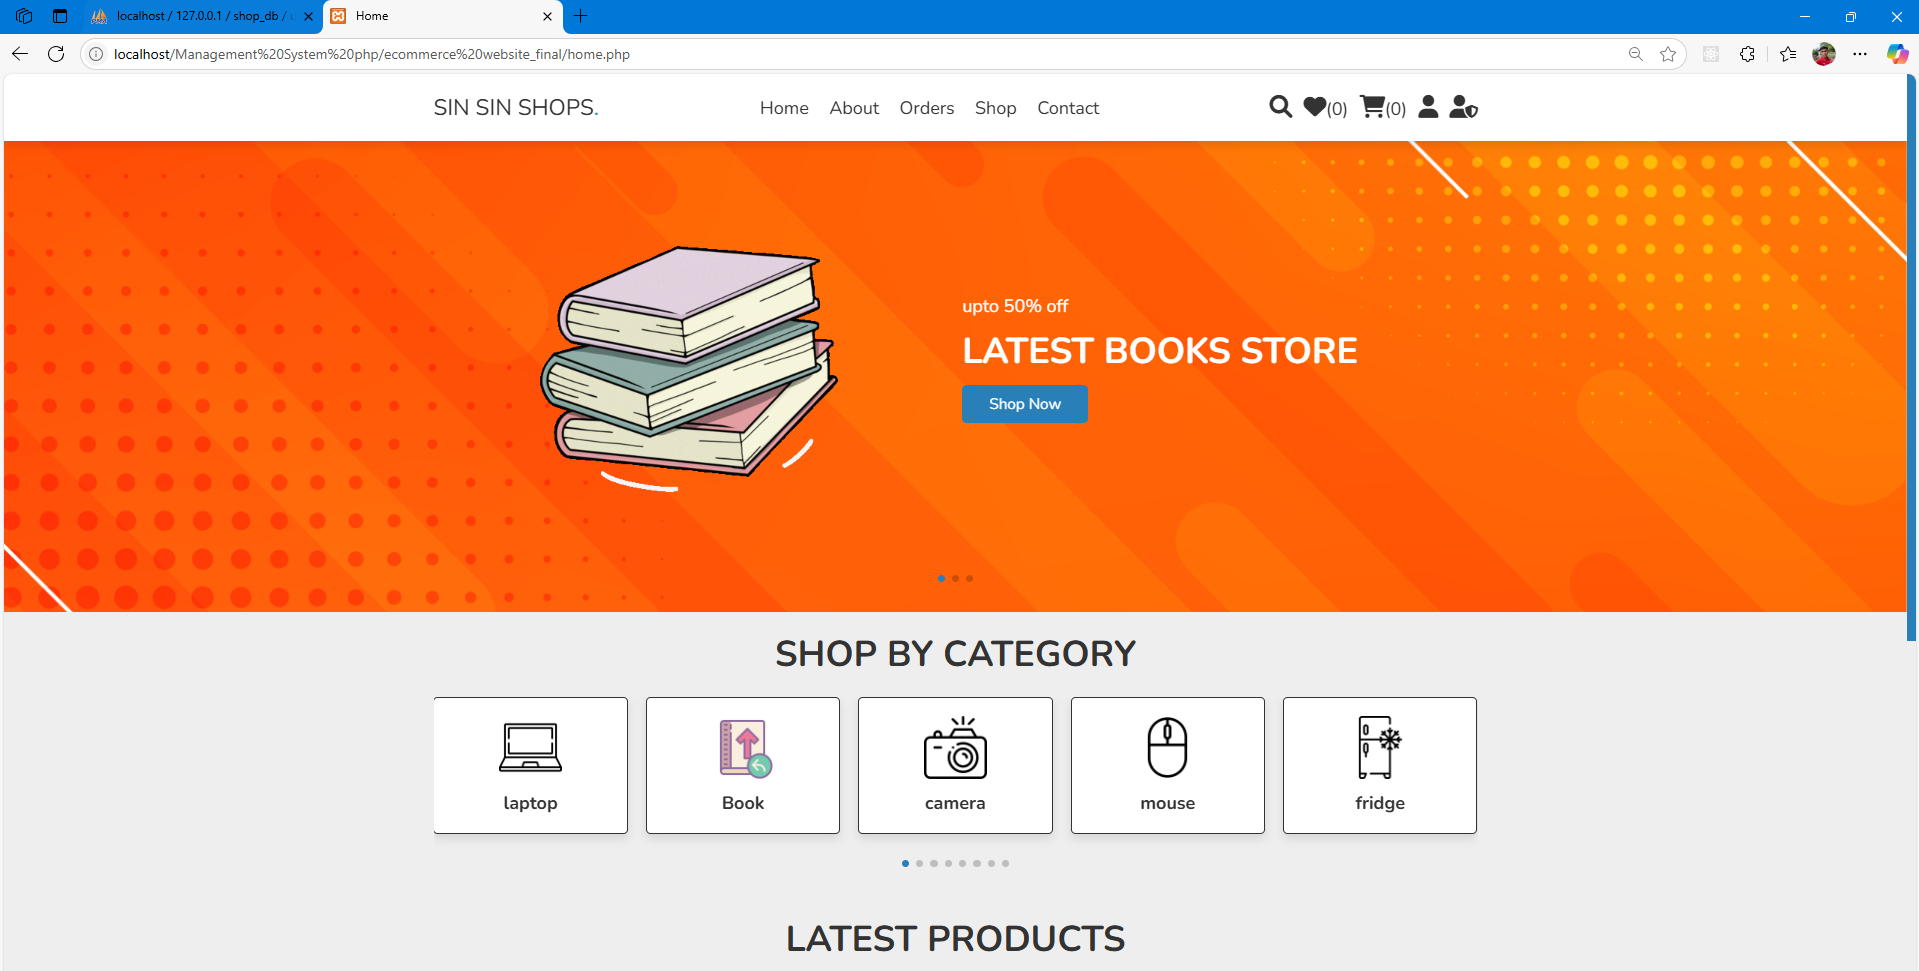 localhost / 127.0.0.1 / shop_db /
Home
localhost/Management%20System%20php/ecommerce%20website_final/home.php
SIN SIN SHOPS.
Home About Orders Shop Contact
(0) (0)
upto 50% off
LATEST BOOKS STORE
Shop Now
SHOP BY CATEGORY
laptop Book camera mouse fridge
LATEST PRODUCTS